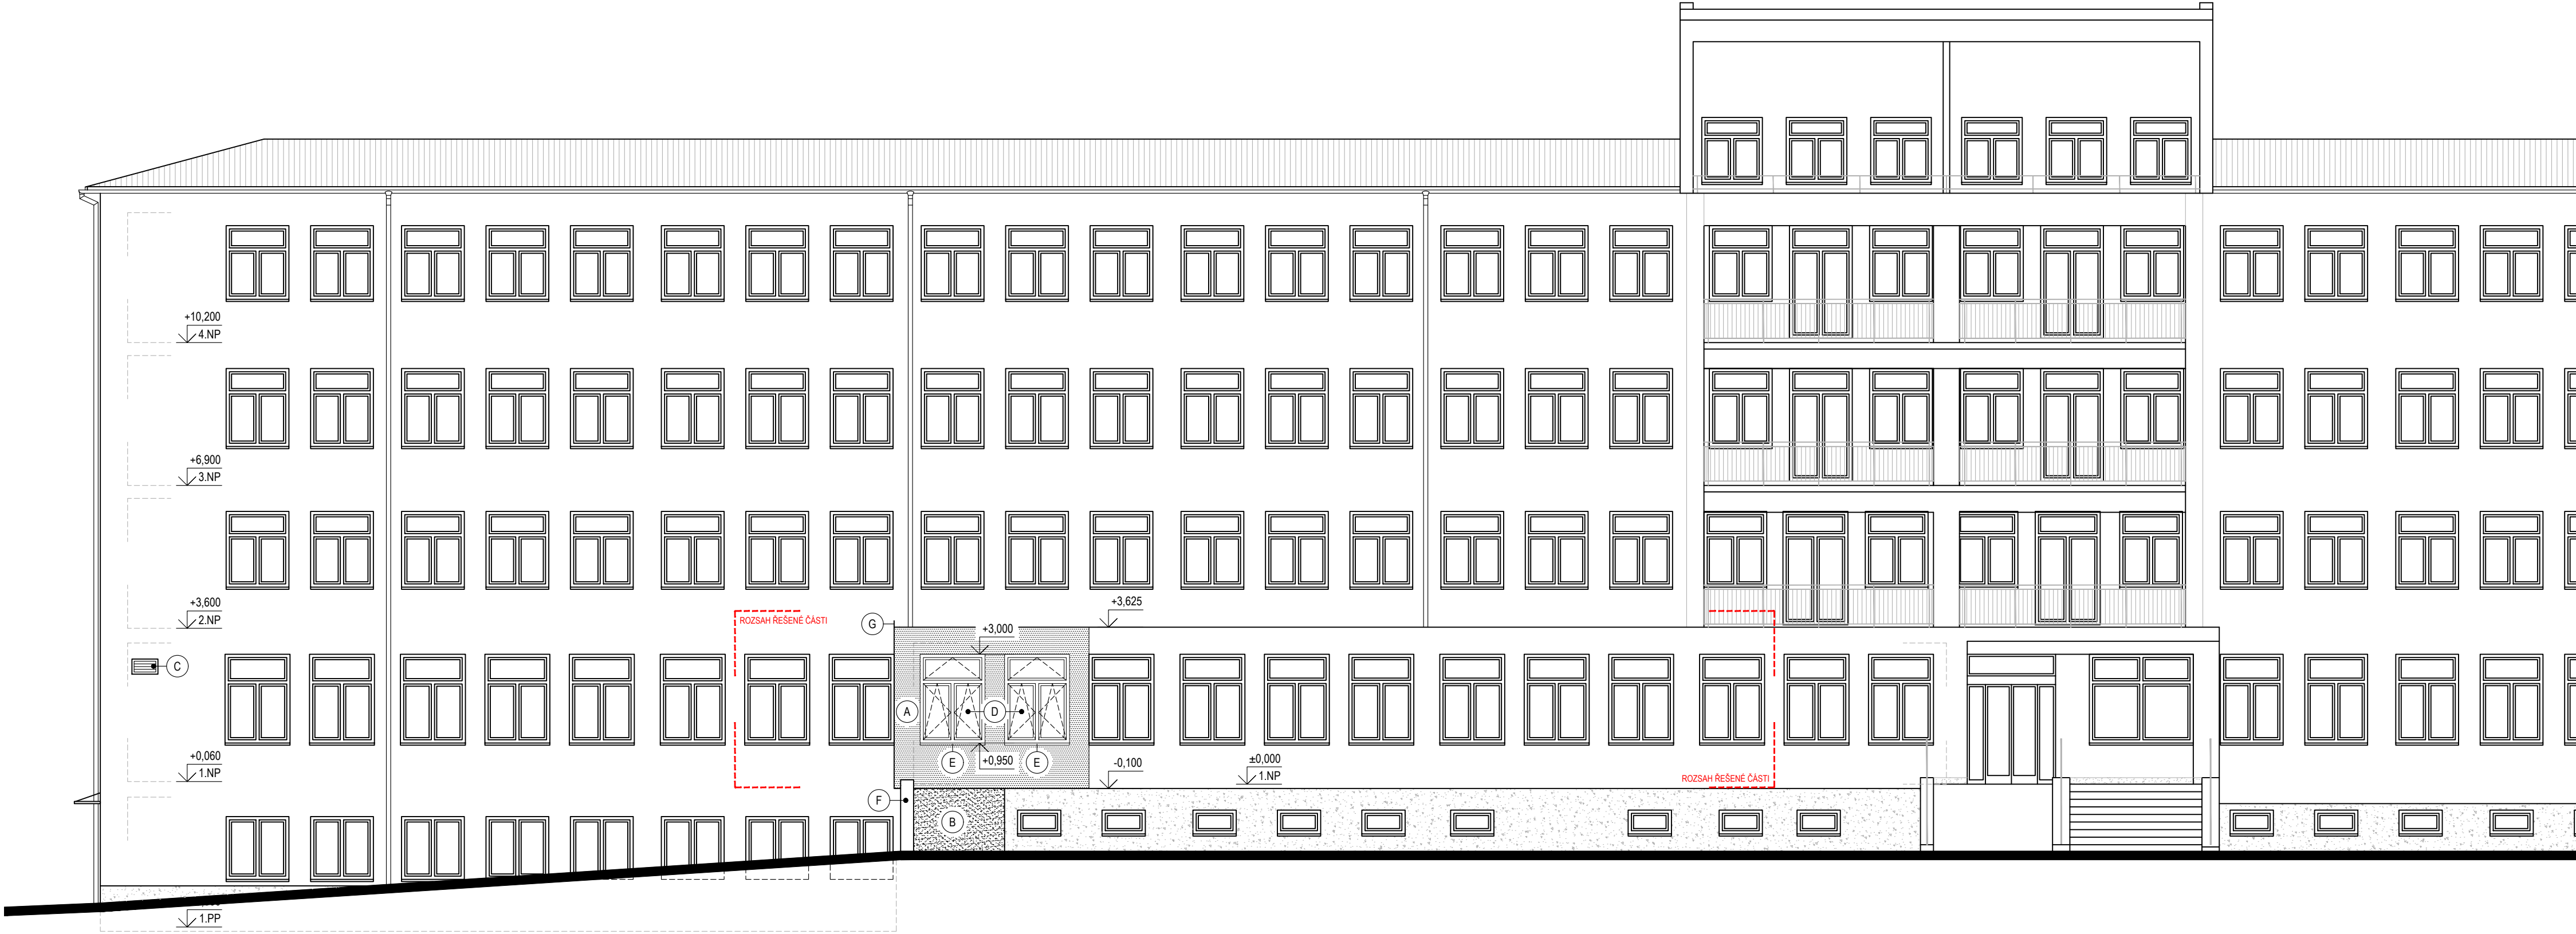 +10,200
4.NP
+6,900
3.NP
+3,600
2.NP
ROZSAH ŘEŠENÉ ČÁSTI
G
+3,000
+3,625
C
A
D
E
+0,950
E
+0,060
1.NP
-0,100
±0,000
1.NP
ROZSAH ŘEŠENÉ ČÁSTI
F
B
1.PP